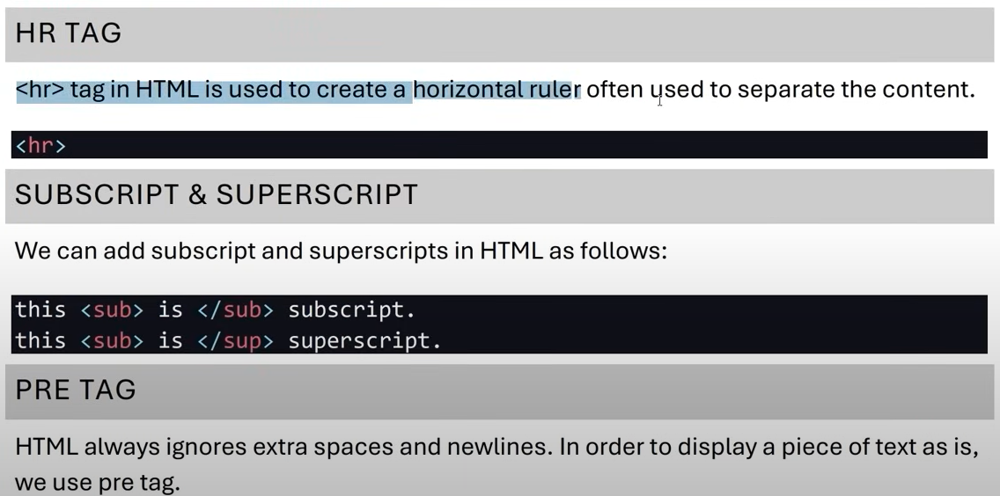 HR TAG
<hr> tag in HTML is used to create a horizontal ruler often used to separate the content.
<hr>
SUBSCRIPT & SUPERSCRIPT
We can add subscript and superscripts in HTML as follows:
this <sub> is </sub> subscript.
this <sub> is </sup> superscript.
PRE TAG
HTML always ignores extra spaces and newlines. In order to display a piece of text as is,
we use pre tag.